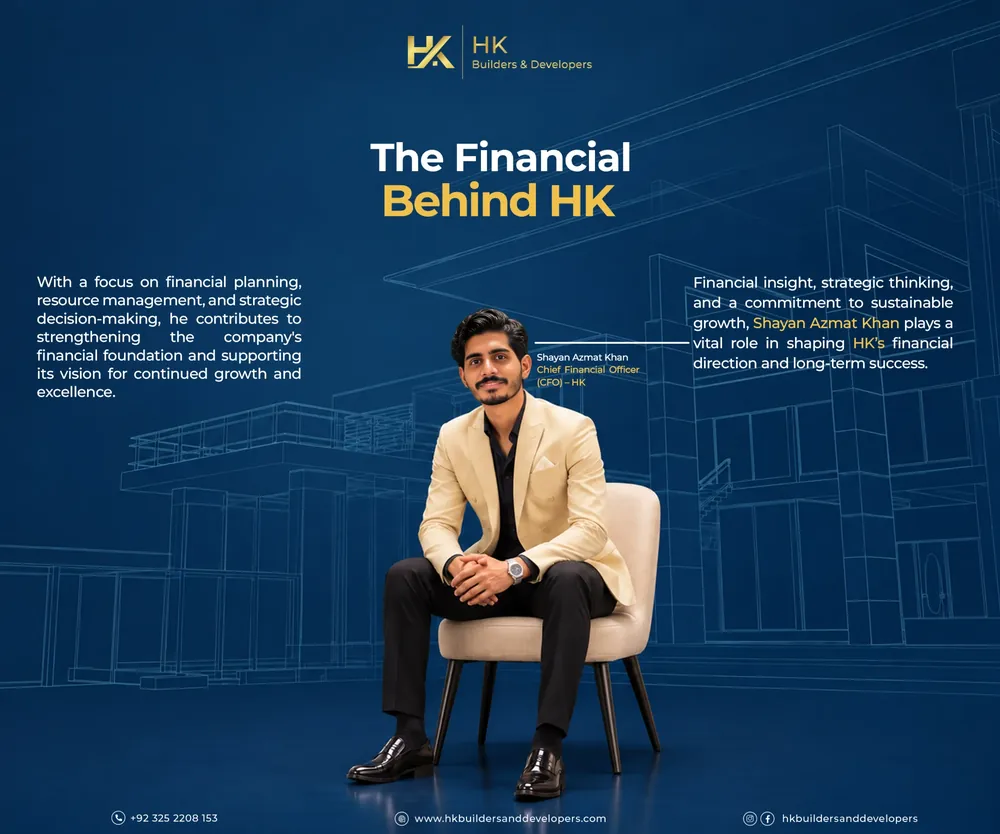 HK
HK
Builders & Developers
The Financial
Behind HK
With a focus on financial planning,
resource management, and strategic
decision-making, he contributes to
strengthening the company's
financial foundation and supporting
its vision for continued growth and
excellence.
Financial insight, strategic thinking,
and a commitment to sustainable
growth, Shayan Azmat Khan plays a
vital role in shaping HK's financial
direction and long-term success.
Shayan Azmat Khan
Chief Financial Officer
(CFO) – HK
+92 325 2208 153
www.hkbuildersanddevelopers.com
hkbuildersanddevelopers